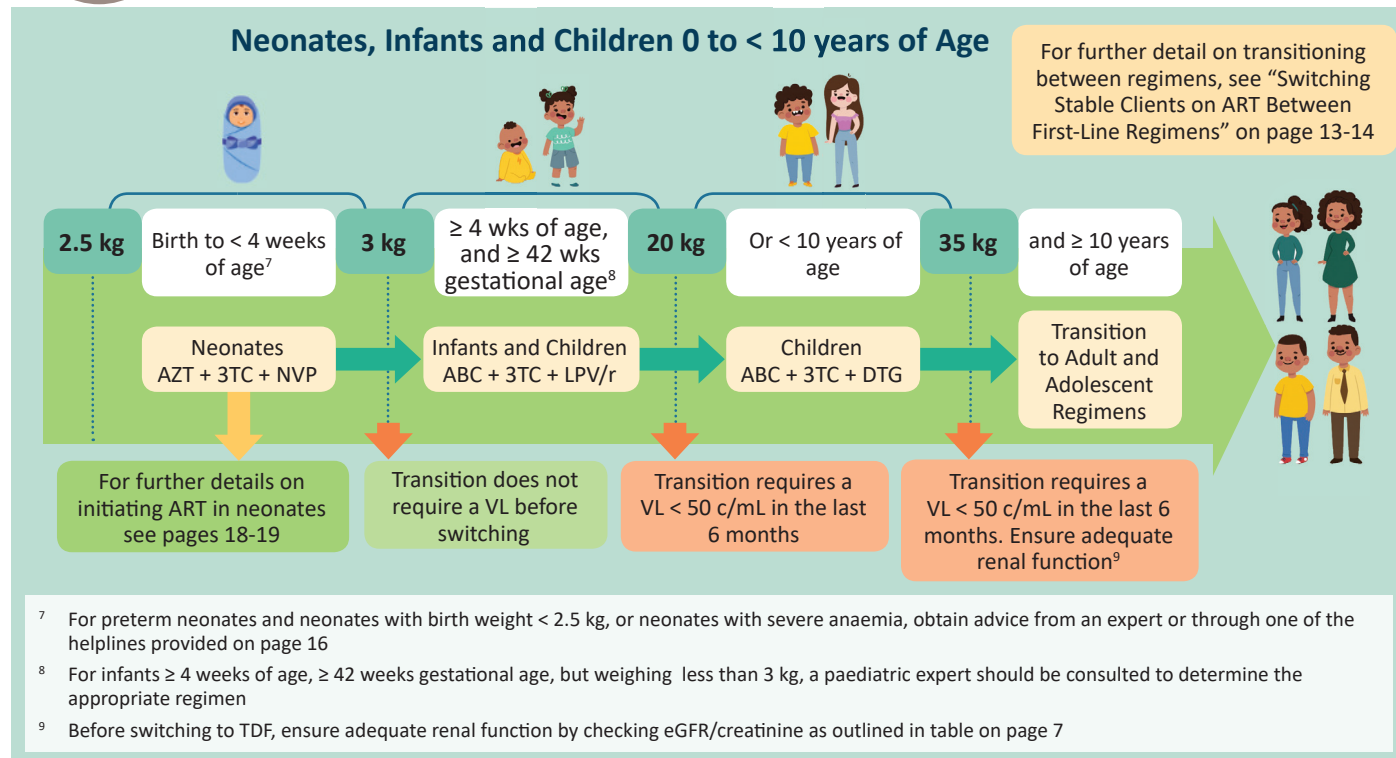 Neonates, Infants and Children 0 to < 10 years of Age
For further detail on transitioning
between regimens, see “Switching
Stable Clients on ART Between
First-Line Regimens” on page 13-14
2.5 kg
Birth to < 4 weeks
of age7
3 kg
≥ 4 wks of age,
and ≥ 42 wks
gestational age8
20 kg
Or < 10 years of
age
35 kg
and ≥ 10 years
of age
Neonates
AZT + 3TC + NVP
Infants and Children
ABC + 3TC + LPV/r
Children
ABC + 3TC + DTG
Transition
to Adult and
Adolescent
Regimens
For further details on
initiating ART in neonates
see pages 18-19
Transition does not
require a VL before
switching
Transition requires a
VL < 50 c/mL in the last
6 months
Transition requires a
VL < 50 c/mL in the last 6
months. Ensure adequate
renal function9
7 For preterm neonates and neonates with birth weight < 2.5 kg, or neonates with severe anaemia, obtain advice from an expert or through one of the
helplines provided on page 16
8 For infants ≥ 4 weeks of age, ≥ 42 weeks gestational age, but weighing less than 3 kg, a paediatric expert should be consulted to determine the
appropriate regimen
9 Before switching to TDF, ensure adequate renal function by checking eGFR/creatinine as outlined in table on page 7